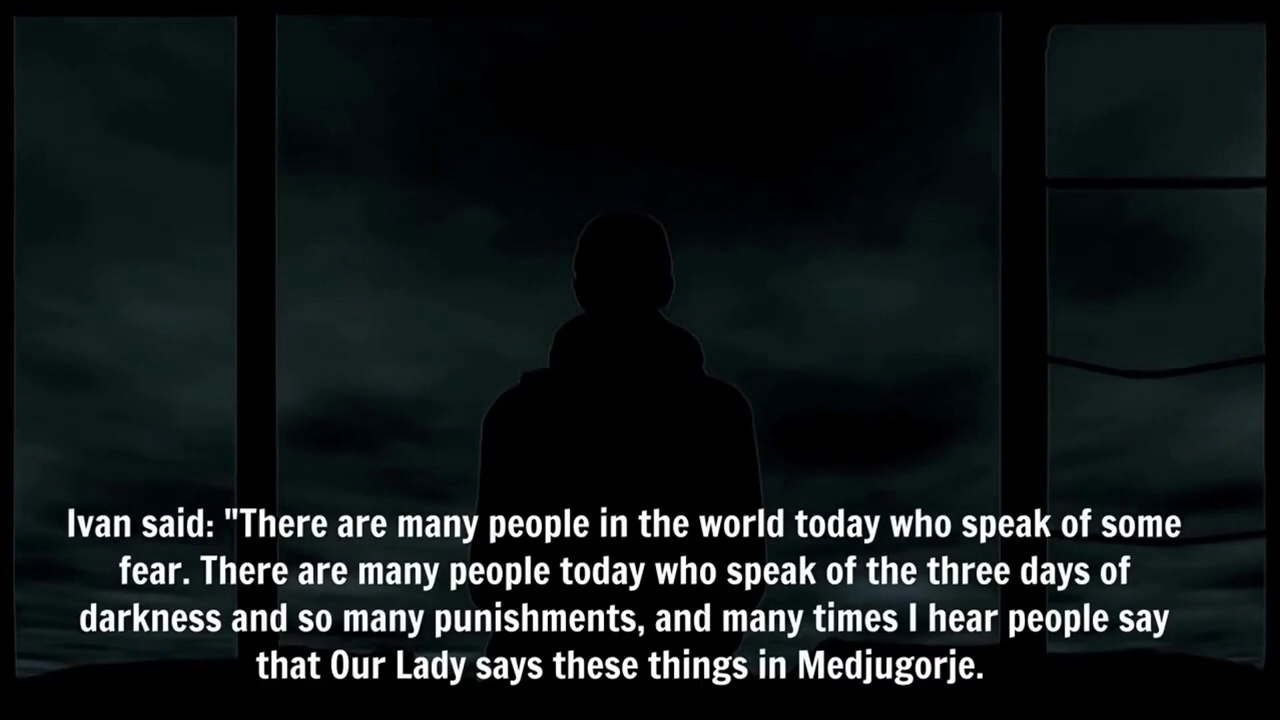 Ivan said: "There are many people in the world today who speak of some
fear. There are many people today who speak of the three days of
darkness and so many punishments, and many times I hear people say
that Our Lady says these things in Medjugorje.